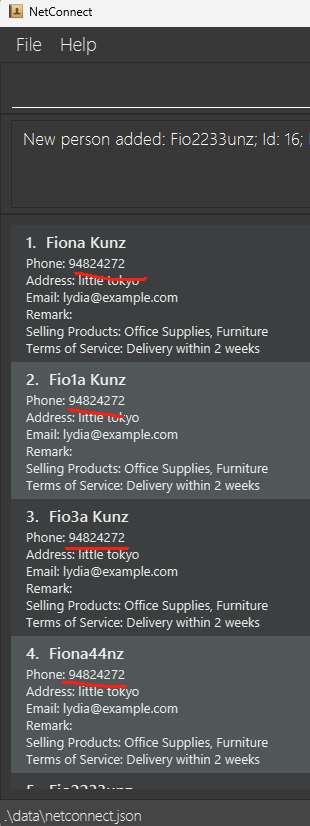 NetConnect
File Help
New person added: Fio2233unz; Id: 16;
1. Fiona Kunz
Phone: 94824272
Address: little tokyo
Email: lydia@example.com
Remark:
Selling Products: Office Supplies, Furniture
Terms of Service: Delivery within 2 weeks
2. Fio1a Kunz
Phone: 94824272
Address: little tokyo
Email: lydia@example.com
Remark:
Selling Products: Office Supplies, Furniture
Terms of Service: Delivery within 2 weeks
3. Fio3a Kunz
Phone: 94824272
Address: little tokyo
Email: lydia@example.com
Remark:
Selling Products: Office Supplies, Furniture
Terms of Service: Delivery within 2 weeks
4. Fiona44nz
Phone: 94824272
Address: little tokyo
Email: lydia@example.com
Remark:
Selling Products: Office Supplies, Furniture
Terms of Service: Delivery within 2 weeks
5. Fio2233unz
.\data\netconnect.json